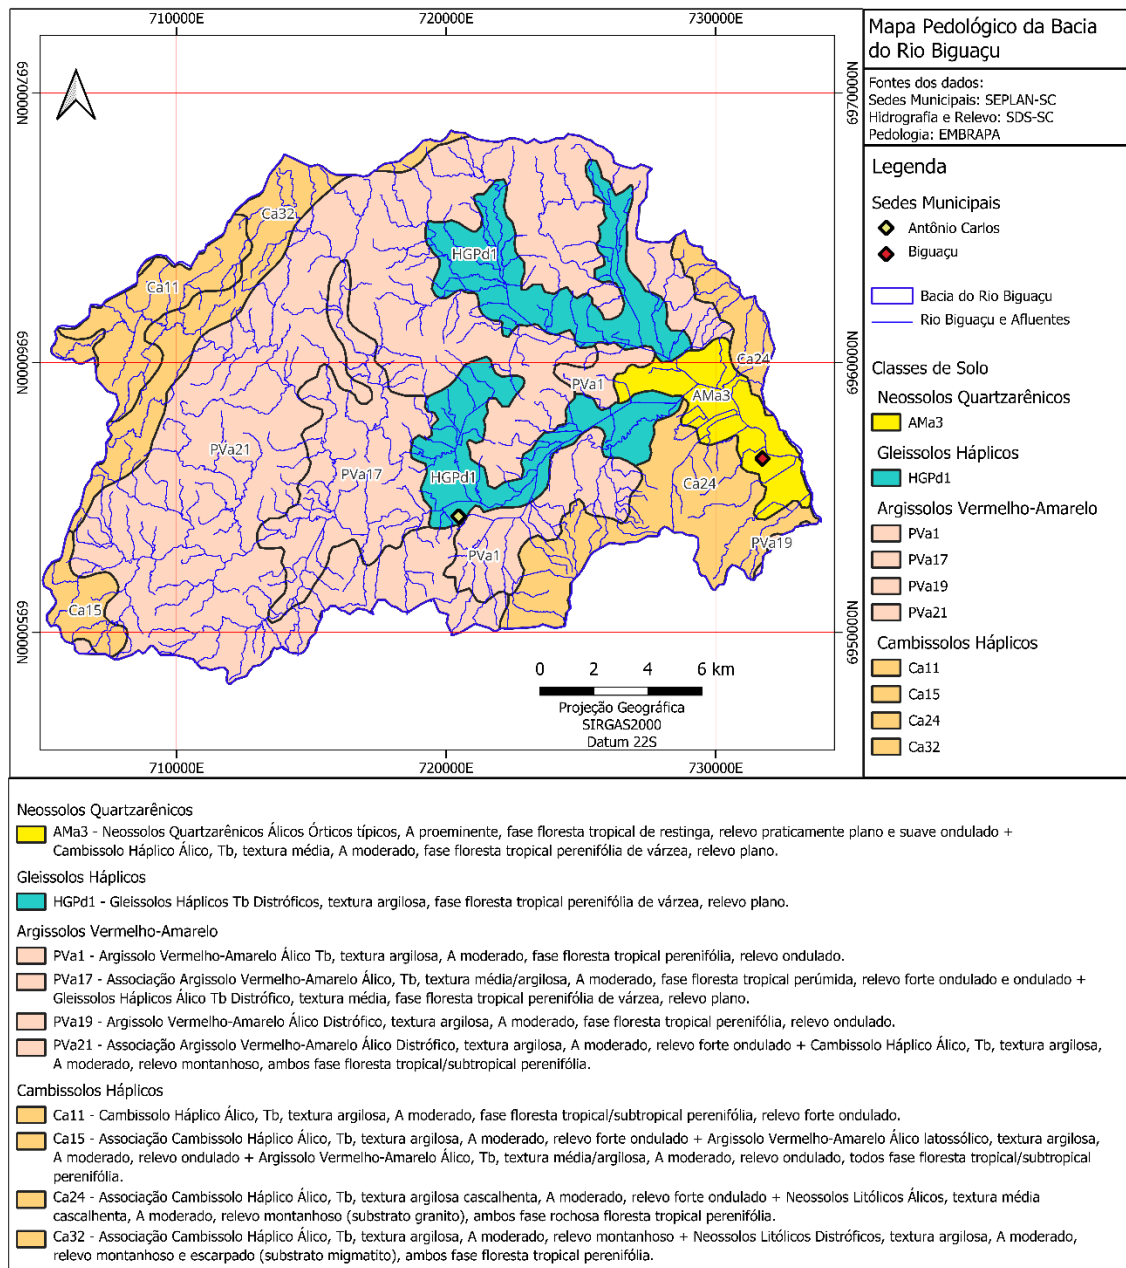 710000E
720000E
730000E
Mapa Pedológico da Bacia
do Rio Biguaçu
Fontes dos dados:
Sedes Municipais: SEPLAN-SC
Hidrografia e Relevo: SDS-SC
Pedologia: EMBRAPA
6970000N
6970000N
Legenda
Sedes Municipais
Antônio Carlos
Biguaçu
Bacia do Rio Biguaçu
Rio Biguaçu e Afluentes
Classes de Solo
Neossolos Quartzarênicos
AMa3
Gleissolos Háplicos
HGPd1
Argissolos Vermelho-Amarelo
PVa1
PVa17
PVa19
PVa21
Cambissolos Háplicos
Ca11
Ca15
Ca24
Ca32
Ca32
HGPd1
Ca11
6960000N
6960000N
Ca24
PVa1
AMa3
PVa21
PVa17
HGPd1
Ca24
PVa1
PVa19
Ca15
6950000N
6950000N
0 2 4 6 km
Projeção Geográfica
SIRGAS2000
Datum 22S
710000E
720000E
730000E
Neossolos Quartzarênicos
AMa3 - Neossolos Quartzarênicos Álicos Órticos típicos, A proeminente, fase floresta tropical de restinga, relevo praticamente plano e suave ondulado +
Cambissolo Háplico Álico, Tb, textura média, A moderado, fase floresta tropical perenifólia de várzea, relevo plano.
Gleissolos Háplicos
HGPd1 - Gleissolos Háplicos Tb Distróficos, textura argilosa, fase floresta tropical perenifólia de várzea, relevo plano.
Argissolos Vermelho-Amarelo
PVa1 - Argissolo Vermelho-Amarelo Álico Tb, textura argilosa, A moderado, fase floresta tropical perenifólia, relevo ondulado.
PVa17 - Associação Argissolo Vermelho-Amarelo Álico, Tb, textura média/argilosa, A moderado, fase floresta tropical perúmida, relevo forte ondulado e ondulado +
Gleissolos Háplicos Álico Tb Distrófico, textura média, fase floresta tropical perenifólia de várzea, relevo plano.
PVa19 - Argissolo Vermelho-Amarelo Álico Distrófico, textura argilosa, A moderado, fase floresta tropical perenifólia, relevo ondulado.
PVa21 - Associação Argissolo Vermelho-Amarelo Álico Distrófico, textura argilosa, A moderado, relevo forte ondulado + Cambissolo Háplico Álico, Tb, textura argilosa,
A moderado, relevo montanhoso, ambos fase floresta tropical/subtropical perenifólia.
Cambissolos Háplicos
Ca11 - Cambissolo Háplico Álico, Tb, textura argilosa, A moderado, fase floresta tropical/subtropical perenifólia, relevo forte ondulado.
Ca15 - Associação Cambissolo Háplico Álico, Tb, textura argilosa, A moderado, relevo forte ondulado + Argissolo Vermelho-Amarelo Álico latossólico, textura argilosa,
A moderado, relevo ondulado + Argissolo Vermelho-Amarelo Álico, Tb, textura média/argilosa, A moderado, relevo ondulado, todos fase floresta tropical/subtropical
perenifólia.
Ca24 - Associação Cambissolo Háplico Álico, Tb, textura argilosa cascalhenta, A moderado, relevo forte ondulado + Neossolos Litólicos Álicos, textura média
cascalhenta, A moderado, relevo montanhoso (substrato granito), ambos fase rochosa floresta tropical perenifólia.
Ca32 - Associação Cambissolo Háplico Álico, Tb, textura argilosa, A moderado, relevo montanhoso + Neossolos Litólicos Distróficos, textura argilosa, A moderado,
relevo montanhoso e escarpado (substrato migmatito), ambos fase floresta tropical perenifólia.